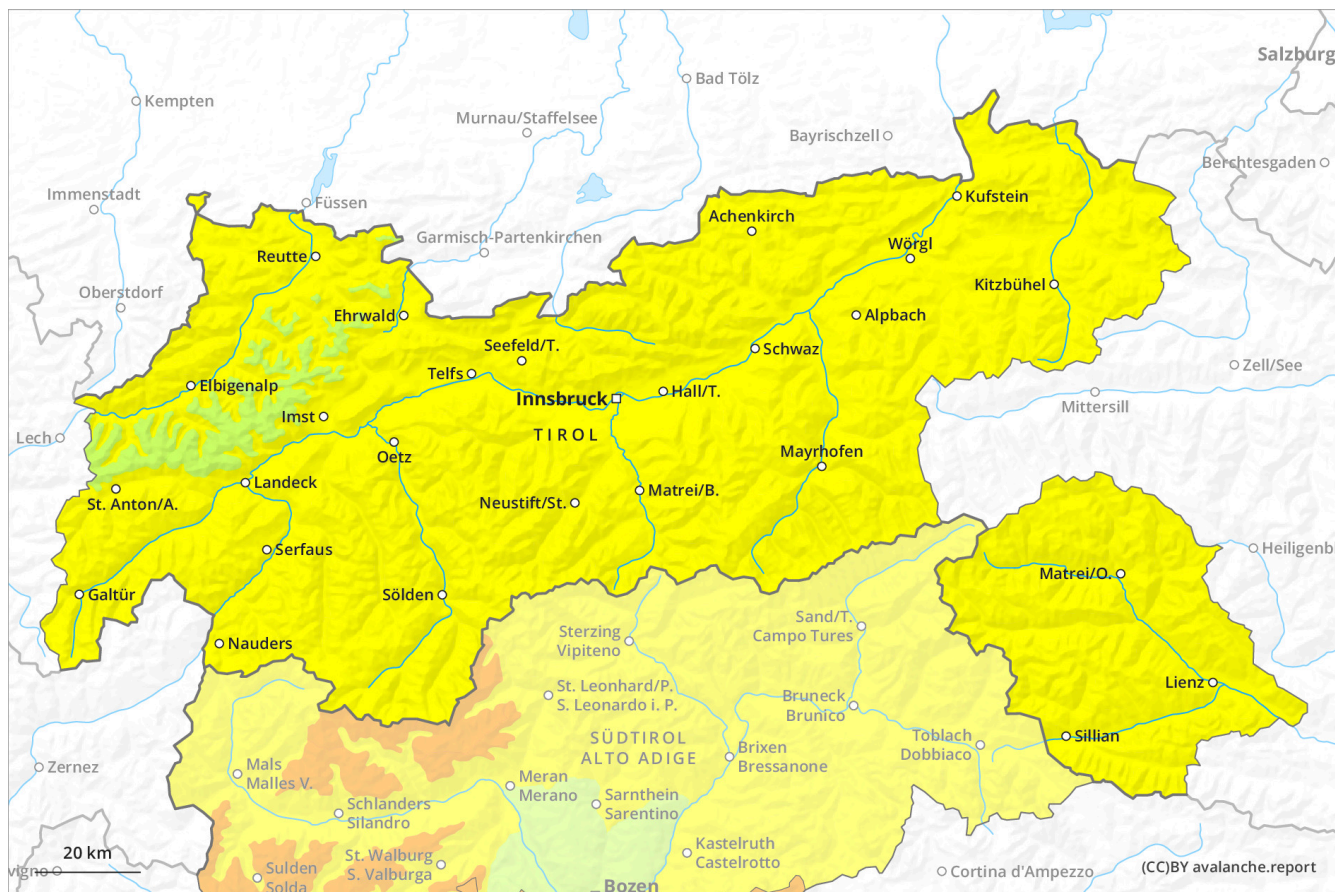 Salzburg
Bad Tölz
Kempten
Murnau/Staffelsee
Bayrischzell
Berchtesgaden
Immenstadt
Füssen
Kufstein
Achenkirch
Garmisch-Partenkirchen
Wörgl
Reutte
Kitzbühel
Oberstdorf
Ehrwald
Alpbach
Seefeld/T.
Schwaz
Zell/See
Telfs
Elbigenalp
Hall/T.
Innsbruck
Mittersill
Imst
Lech
TIROL
Oetz
Mayrhofen
Landeck
Matrei/B.
St. Anton/A.
Neustift/St.
Serfaus
Heiligenb
Matrei/O.
Galtür
Sölden
Sand/T.
Campo Tures
Sterzing
Vipiteno
Nauders
Lienz
St. Leonhard/P.
S. Leonardo i. P.
Bruneck
Brunico
Sillian
SÜDTIROL
ALTO ADIGE
Toblach
Dobbiaco
Brixen
Bressanone
Zernez
Mals
Malles V.
Meran
Merano
Sarnthein
Sarentino
Schlanders
Silandro
Kastelruth
Castelrotto
20 km
St. Walburg
S. Valburga
vigno
Sulden
Solda
Cortina d'Ampezzo
(CC)BY avalanche.report
Bozen